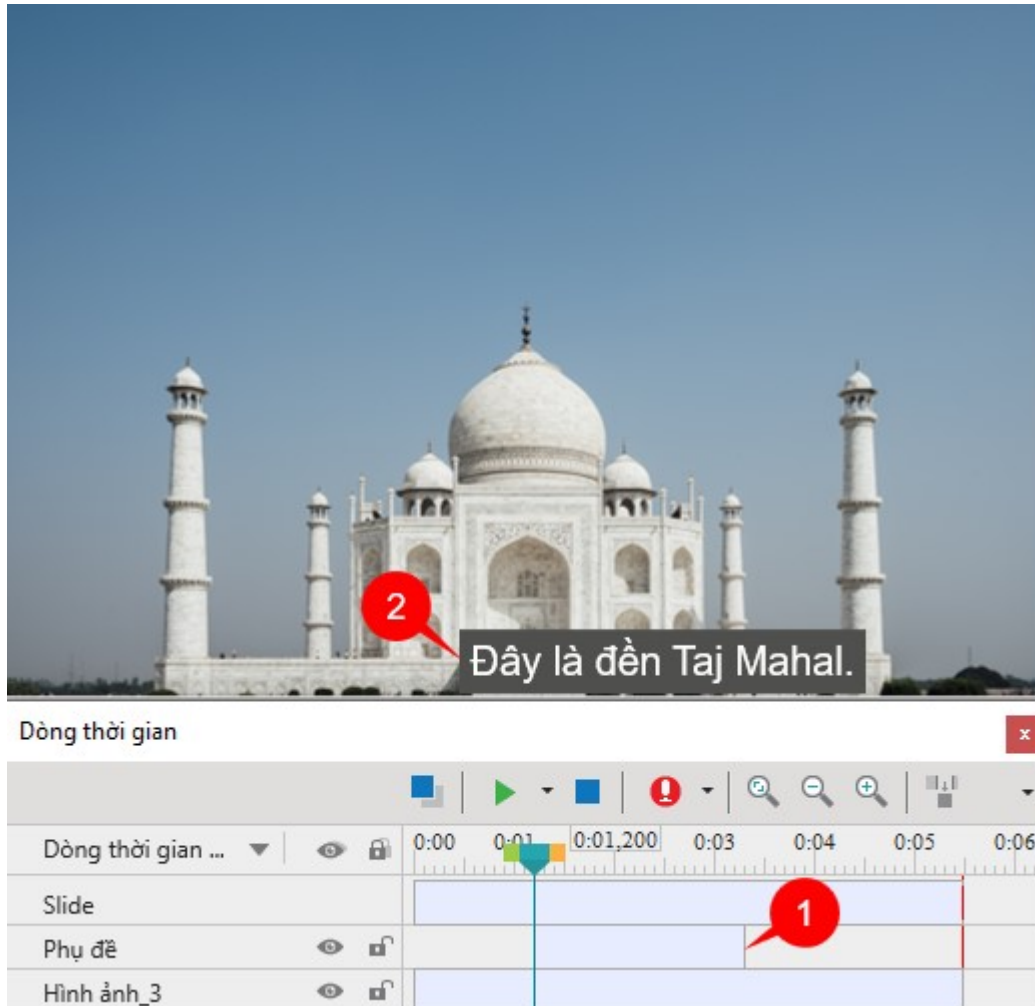 2
Đây là đền Taj Mahal.
Dòng thời gian
x
Dòng thời gian ...
0:00 0:01 0:01,200 0:03 0:04 0:05 0:06
Slide
1
Phụ đề
Hình ảnh_3